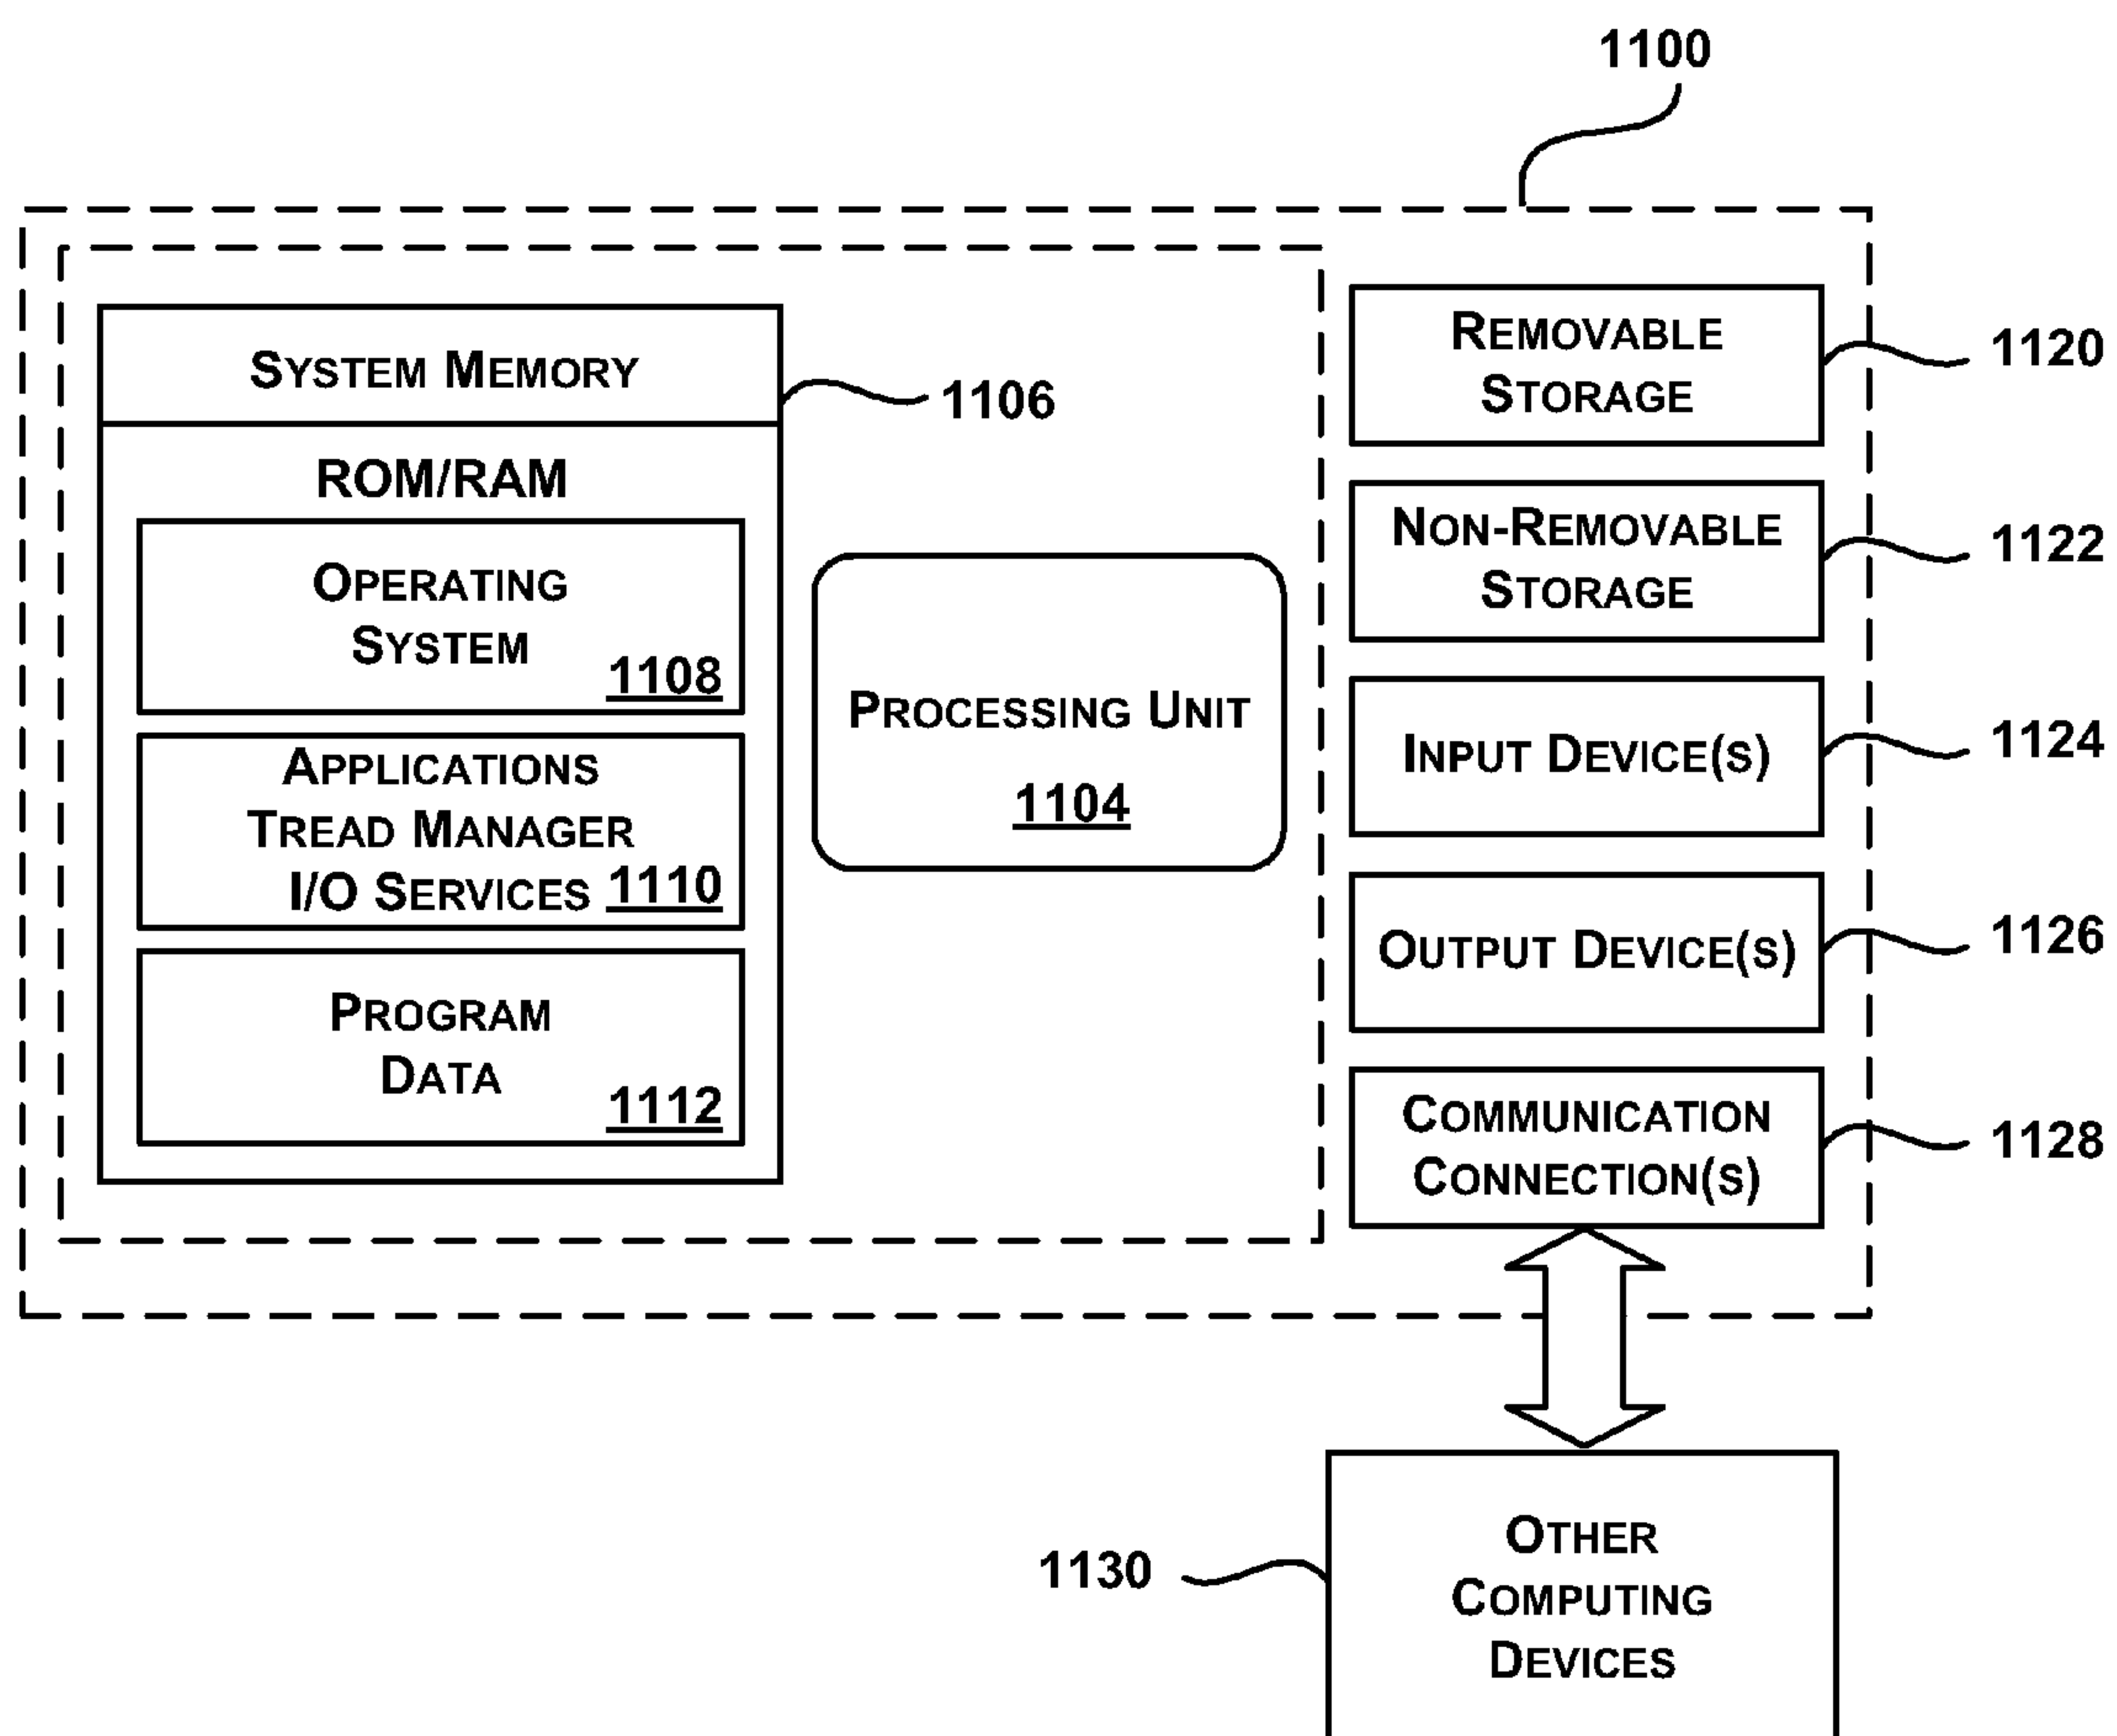 1100
SYSTEM MEMORY
1106
ROM/RAM
OPERATING
SYSTEM
1108
APPLICATIONS
TREAD MANAGER
I/O SERVICES 1110
PROGRAM
DATA
1112
PROCESSING UNIT
1104
REMOVABLE
STORAGE
1120
NON-REMOVABLE
STORAGE
1122
INPUT DEVICE(S)
1124
OUTPUT DEVICE(S)
1126
COMMUNICATION
CONNECTION(S)
1128
1130
OTHER
COMPUTING
DEVICES